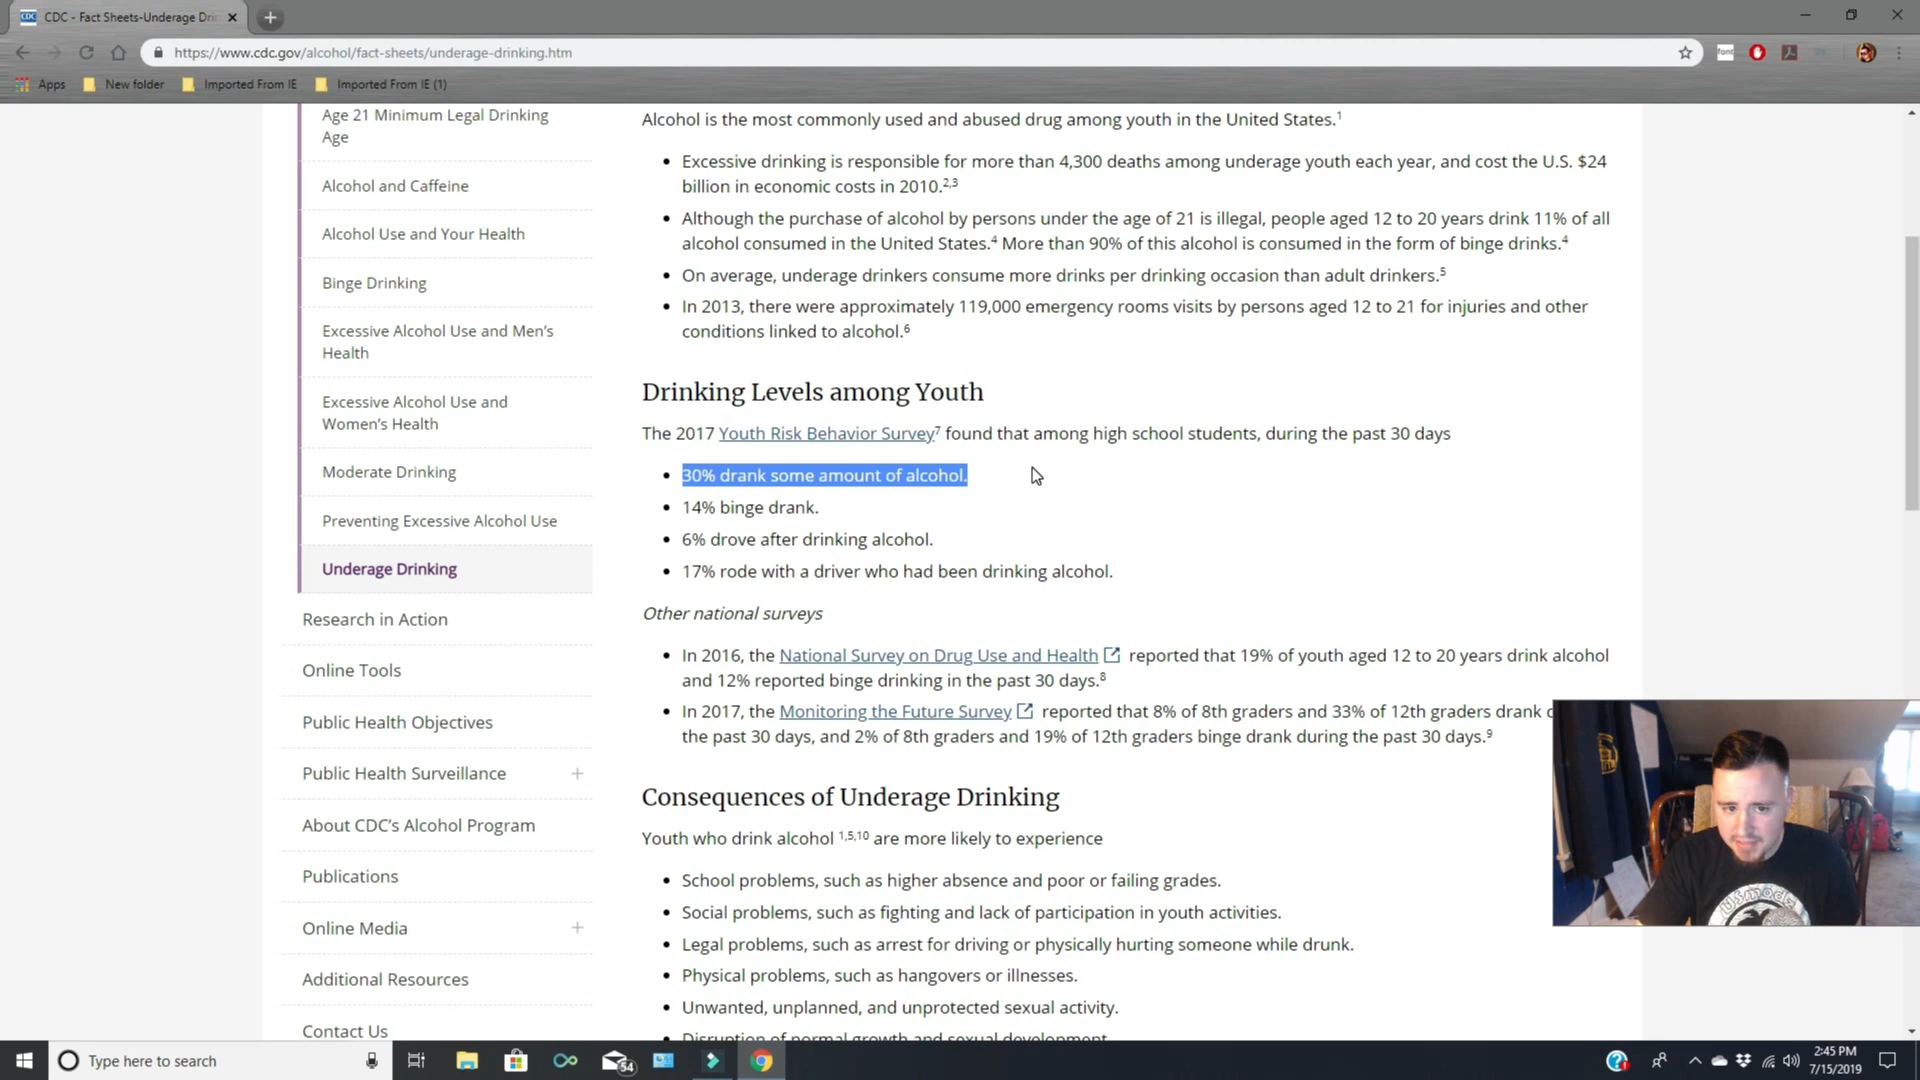 CDC - Fact Sheets-Underage Dri
https://www.cdc.gov/alcohol/fact-sheets/underage-drinking.htm
Apps
New folder
Imported From IE
Imported From IE (1)
Age 21 Minimum Legal Drinking
Age
Alcohol and Caffeine
Alcohol Use and Your Health
Binge Drinking
Excessive Alcohol Use and Men's
Health
Excessive Alcohol Use and
Women's Health
Moderate Drinking
Preventing Excessive Alcohol Use
Underage Drinking
Research in Action
Online Tools
Public Health Objectives
Public Health Surveillance
About CDC's Alcohol Program
Publications
Online Media
Additional Resources
Contact Us
Alcohol is the most commonly used and abused drug among youth in the United States.1
Excessive drinking is responsible for more than 4,300 deaths among underage youth each year, and cost the U.S. $24
billion in economic costs in 2010.2,3
Although the purchase of alcohol by persons under the age of 21 is illegal, people aged 12 to 20 years drink 11% of all
alcohol consumed in the United States.4 More than 90% of this alcohol is consumed in the form of binge drinks.4
On average, underage drinkers consume more drinks per drinking occasion than adult drinkers.5
In 2013, there were approximately 119,000 emergency rooms visits by persons aged 12 to 21 for injuries and other
conditions linked to alcohol.6
Drinking Levels among Youth
The 2017 Youth Risk Behavior Survey7 found that among high school students, during the past 30 days
30% drank some amount of alcohol.
14% binge drank.
6% drove after drinking alcohol.
17% rode with a driver who had been drinking alcohol.
Other national surveys
In 2016, the National Survey on Drug Use and Health reported that 19% of youth aged 12 to 20 years drink alcohol
and 12% reported binge drinking in the past 30 days.8
In 2017, the Monitoring the Future Survey reported that 8% of 8th graders and 33% of 12th graders drank
the past 30 days, and 2% of 8th graders and 19% of 12th graders binge drank during the past 30 days.9
Consequences of Underage Drinking
Youth who drink alcohol 1,5,10 are more likely to experience
School problems, such as higher absence and poor or failing grades.
Social problems, such as fighting and lack of participation in youth activities.
Legal problems, such as arrest for driving or physically hurting someone while drunk.
Physical problems, such as hangovers or illnesses.
Unwanted, unplanned, and unprotected sexual activity.
Disruption of normal growth and sexual development.
Type here to search
54
2:45 PM
7/15/2019